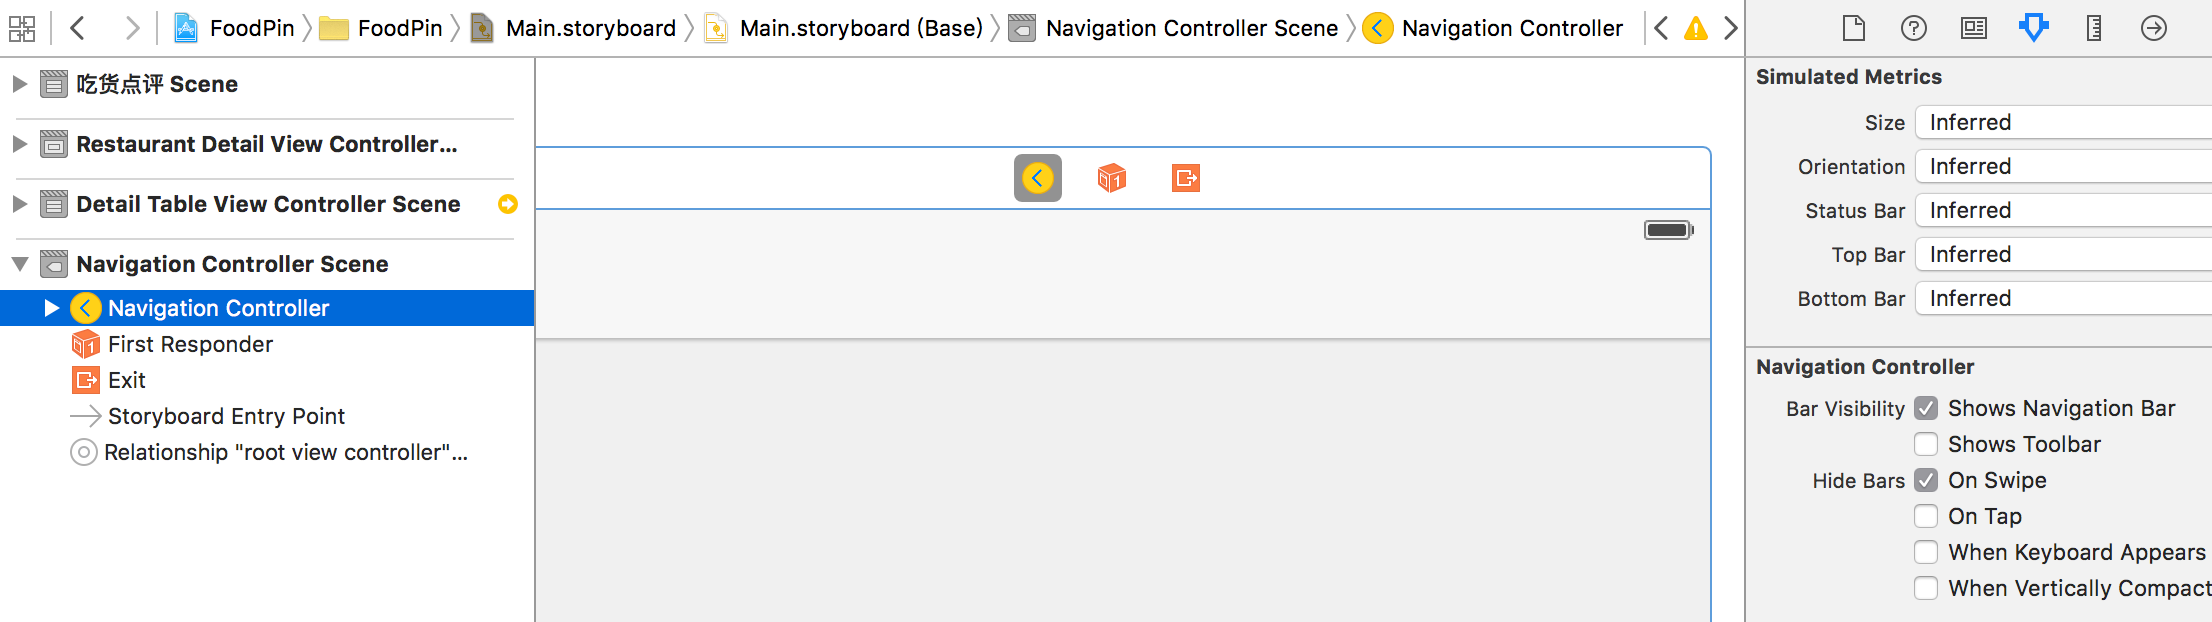 FoodPin FoodPin Main.storyboard Main.storyboard (Base) Navigation Controller Scene Navigation Controller
吃货点评 Scene
Restaurant Detail View Controller...
Detail Table View Controller Scene
Navigation Controller Scene
Navigation Controller
First Responder
Exit
Storyboard Entry Point
Relationship "root view controller"...
Simulated Metrics
Size Inferred
Orientation Inferred
Status Bar Inferred
Top Bar Inferred
Bottom Bar Inferred
Navigation Controller
Bar Visibility Shows Navigation Bar
Shows Toolbar
Hide Bars On Swipe
On Tap
When Keyboard Appears
When Vertically Compact